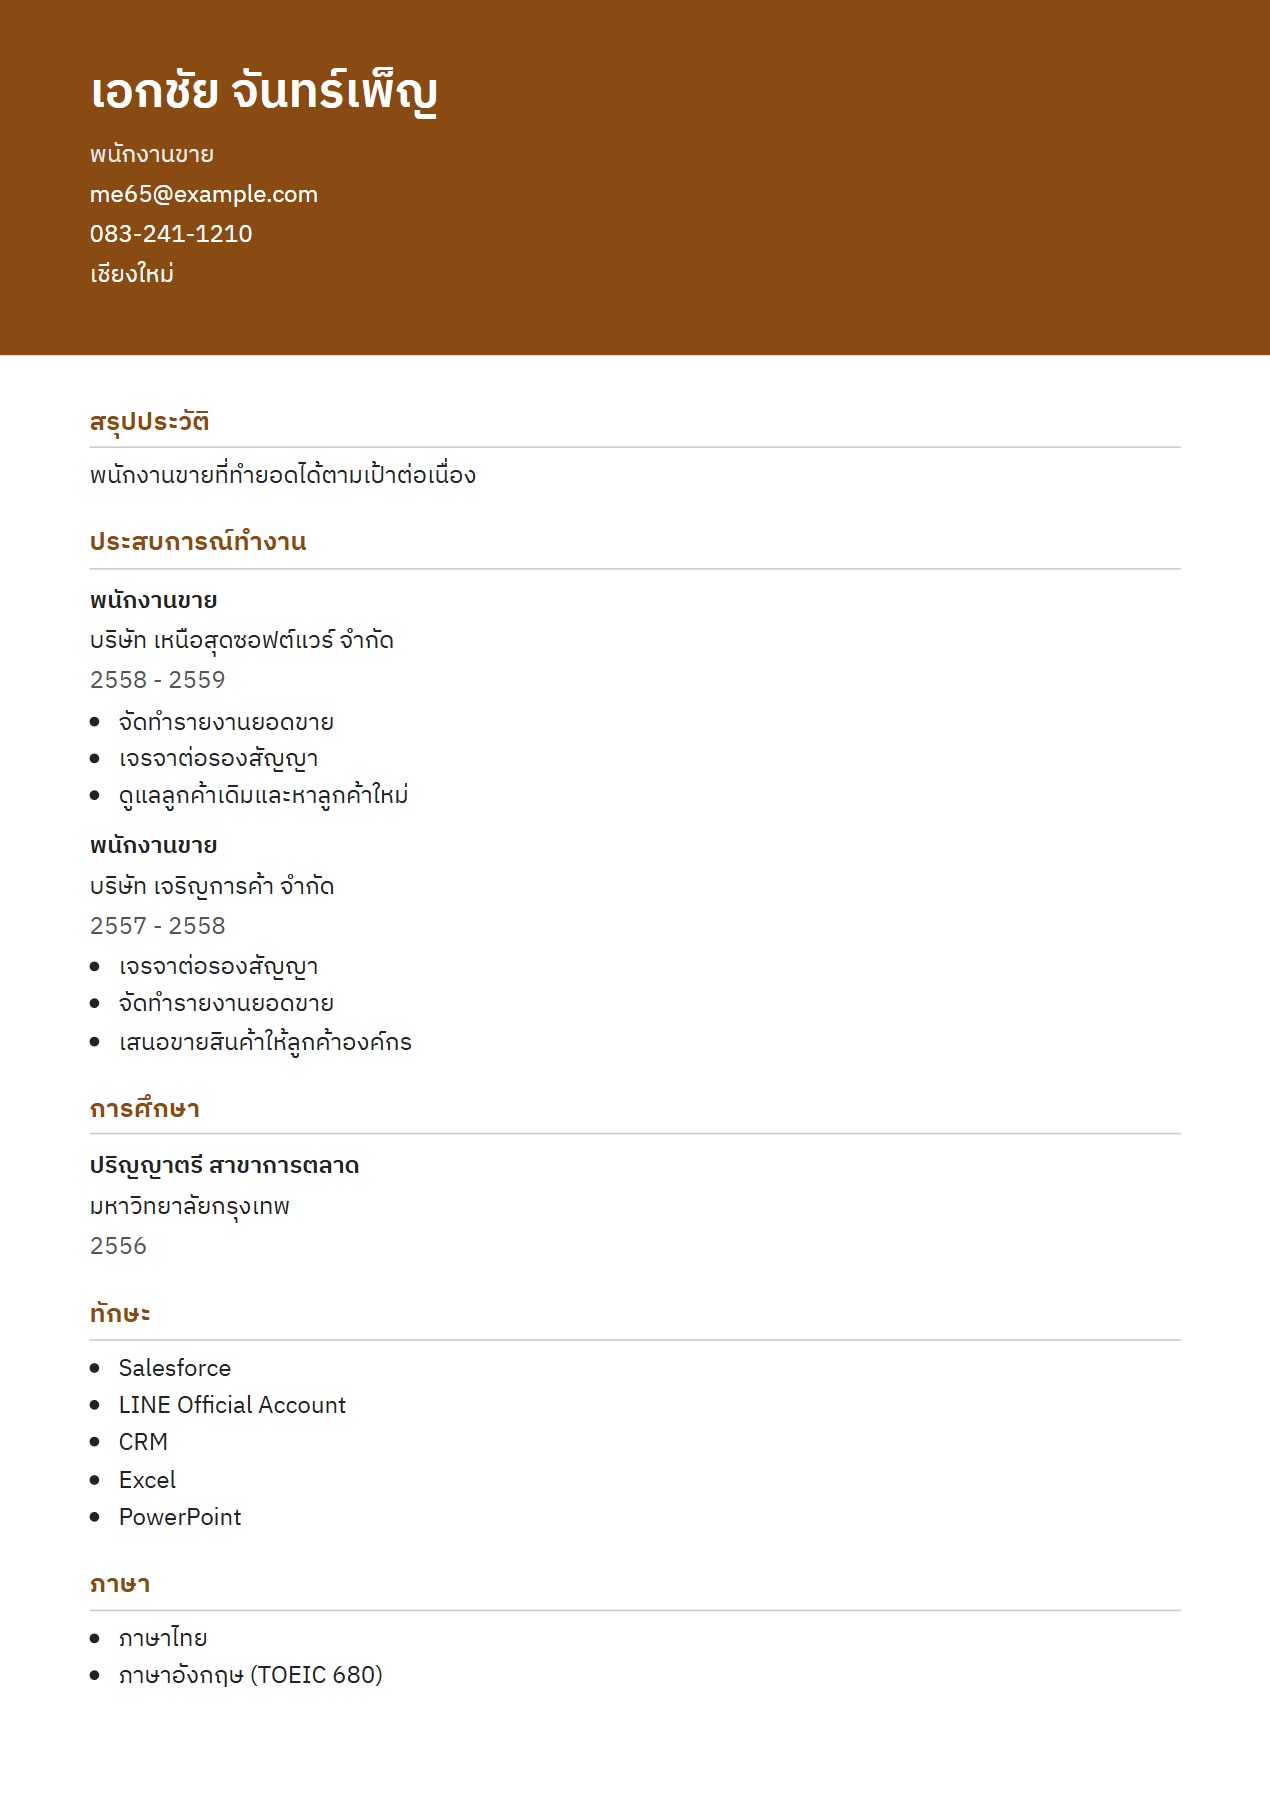 เอกชัย จันทร์เพ็ญ
พนักงานขาย
me65@example.com
083-241-1210
เชียงใหม่
สรุปประวัติ
พนักงานขายที่ทำยอดได้ตามเป้าต่อเนื่อง
ประสบการณ์ทำงาน
พนักงานขาย
บริษัท เหนือสุดซอฟต์แวร์ จำกัด
2558 - 2559
• จัดทำรายงานยอดขาย
• เจรจาต่อรองสัญญา
• ดูแลลูกค้าเดิมและหาลูกค้าใหม่
พนักงานขาย
บริษัท เจริญการค้า จำกัด
2557 - 2558
• เจรจาต่อรองสัญญา
• จัดทำรายงานยอดขาย
• เสนอขายสินค้าให้ลูกค้าองค์กร
การศึกษา
ปริญญาตรี สาขาการตลาด
มหาวิทยาลัยกรุงเทพ
2556
ทักษะ
• Salesforce
• LINE Official Account
• CRM
• Excel
• PowerPoint
ภาษา
• ภาษาไทย
• ภาษาอังกฤษ (TOEIC 680)